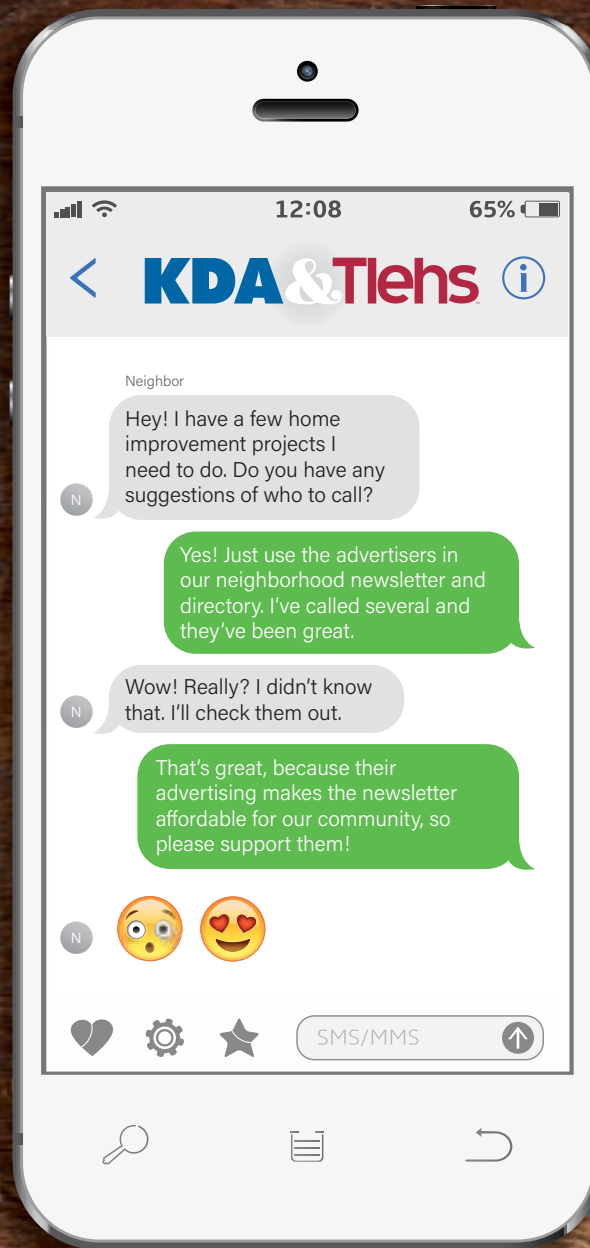 12:08
65%
KDA&Tlehs
Neighbor
Hey! I have a few home
improvement projects I
need to do. Do you have any
suggestions of who to call?
N
Yes! Just use the advertisers in
our neighborhood newsletter and
directory. I've called several and
they've been great.
Wow! Really? I didn't know
that. I'll check them out.
N
That's great, because their
advertising makes the newsletter
affordable for our community, so
please support them!
N
SMS/MMS